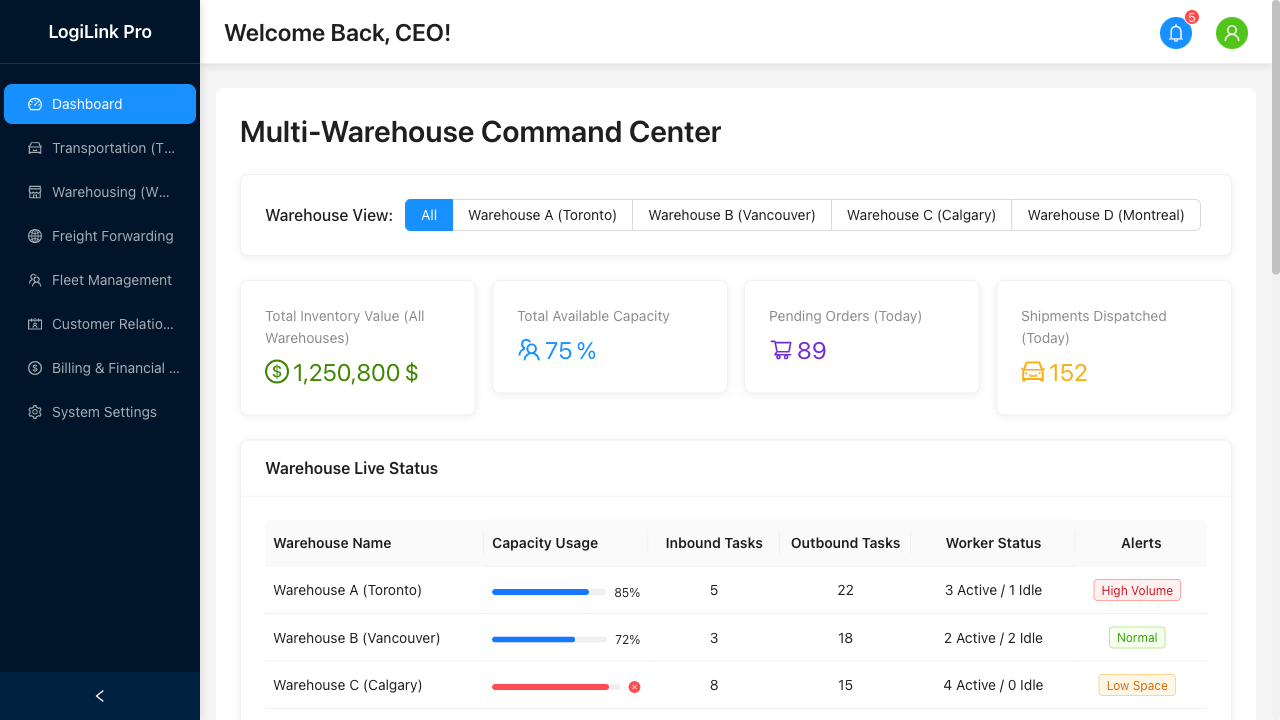 LogiLink Pro
Welcome Back, CEO!
5
Dashboard
Transportation (T...
Warehousing (W...
Freight Forwarding
Fleet Management
Customer Relatio...
Billing & Financial ...
System Settings
Multi-Warehouse Command Center
Warehouse View: All Warehouse A (Toronto) Warehouse B (Vancouver) Warehouse C (Calgary) Warehouse D (Montreal)
Total Inventory Value (All
Warehouses)
1,250,800 $
Total Available Capacity
75 %
Pending Orders (Today)
89
Shipments Dispatched
(Today)
152
Warehouse Live Status
Warehouse Name Capacity Usage Inbound Tasks Outbound Tasks Worker Status Alerts
Warehouse A (Toronto) 85% 5 22 3 Active / 1 Idle High Volume
Warehouse B (Vancouver) 72% 3 18 2 Active / 2 Idle Normal
Warehouse C (Calgary) 8 15 4 Active / 0 Idle Low Space